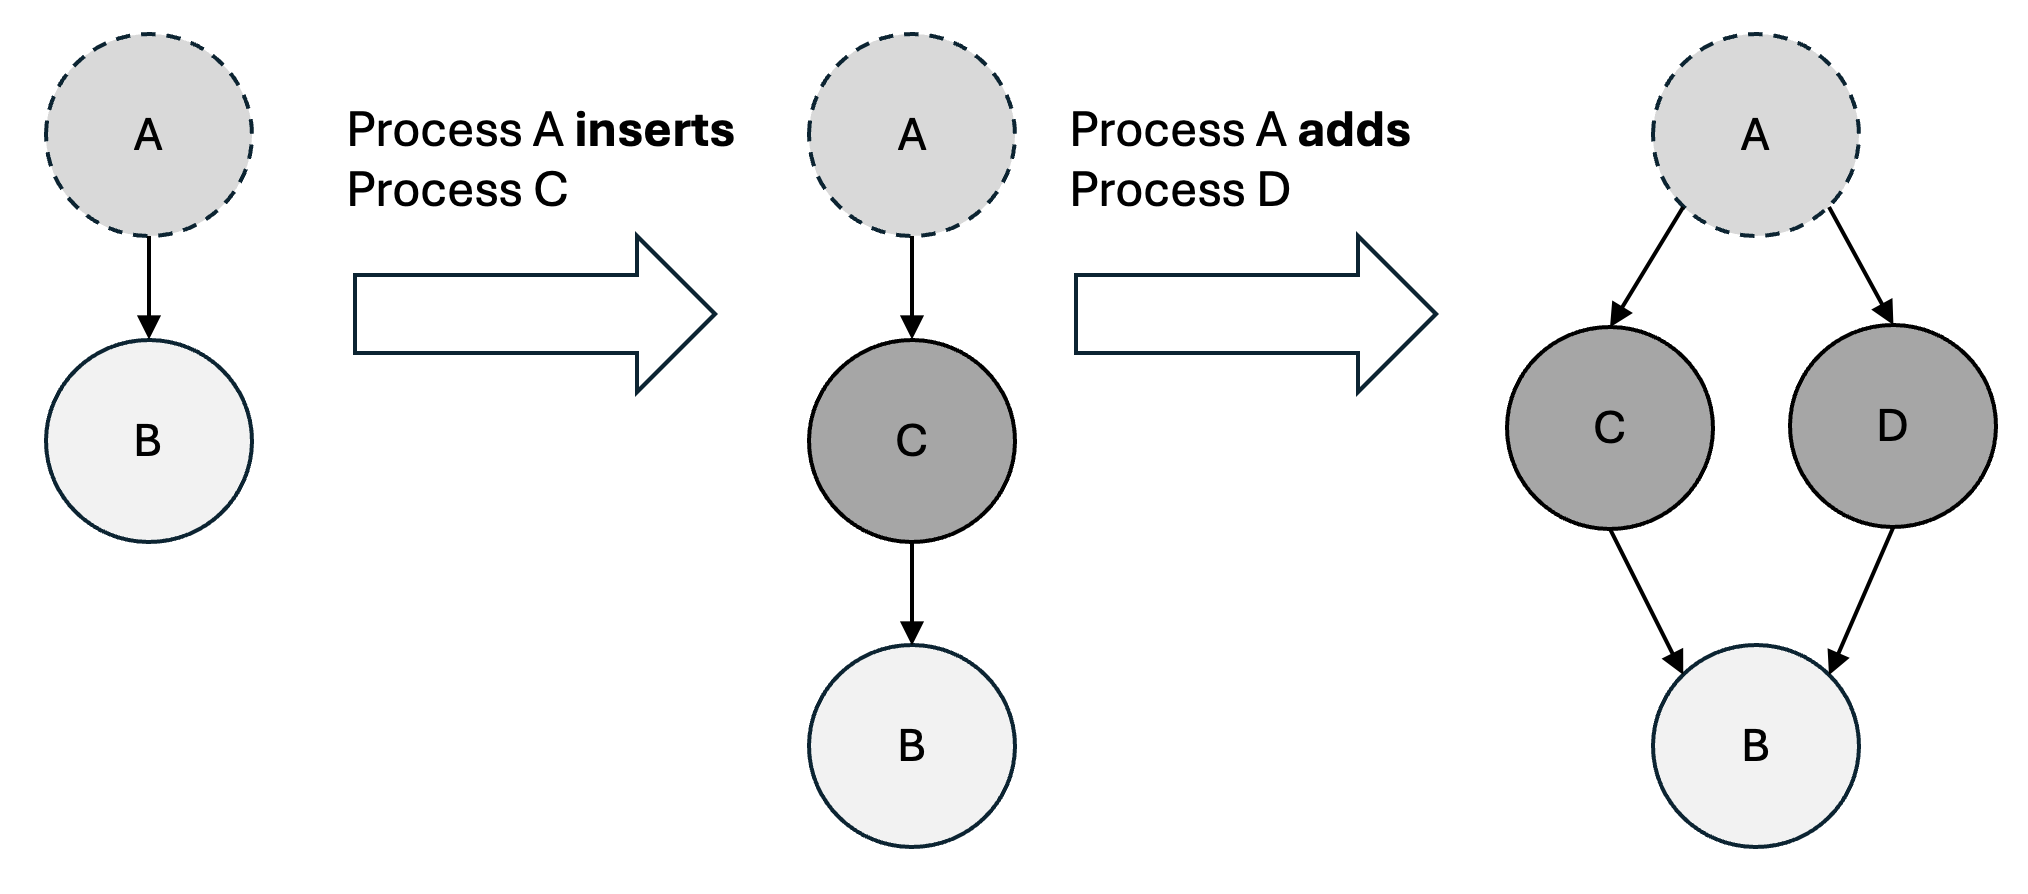 A
B
Process A inserts
Process C
A
C
B
Process A adds
Process D
A
C
D
B